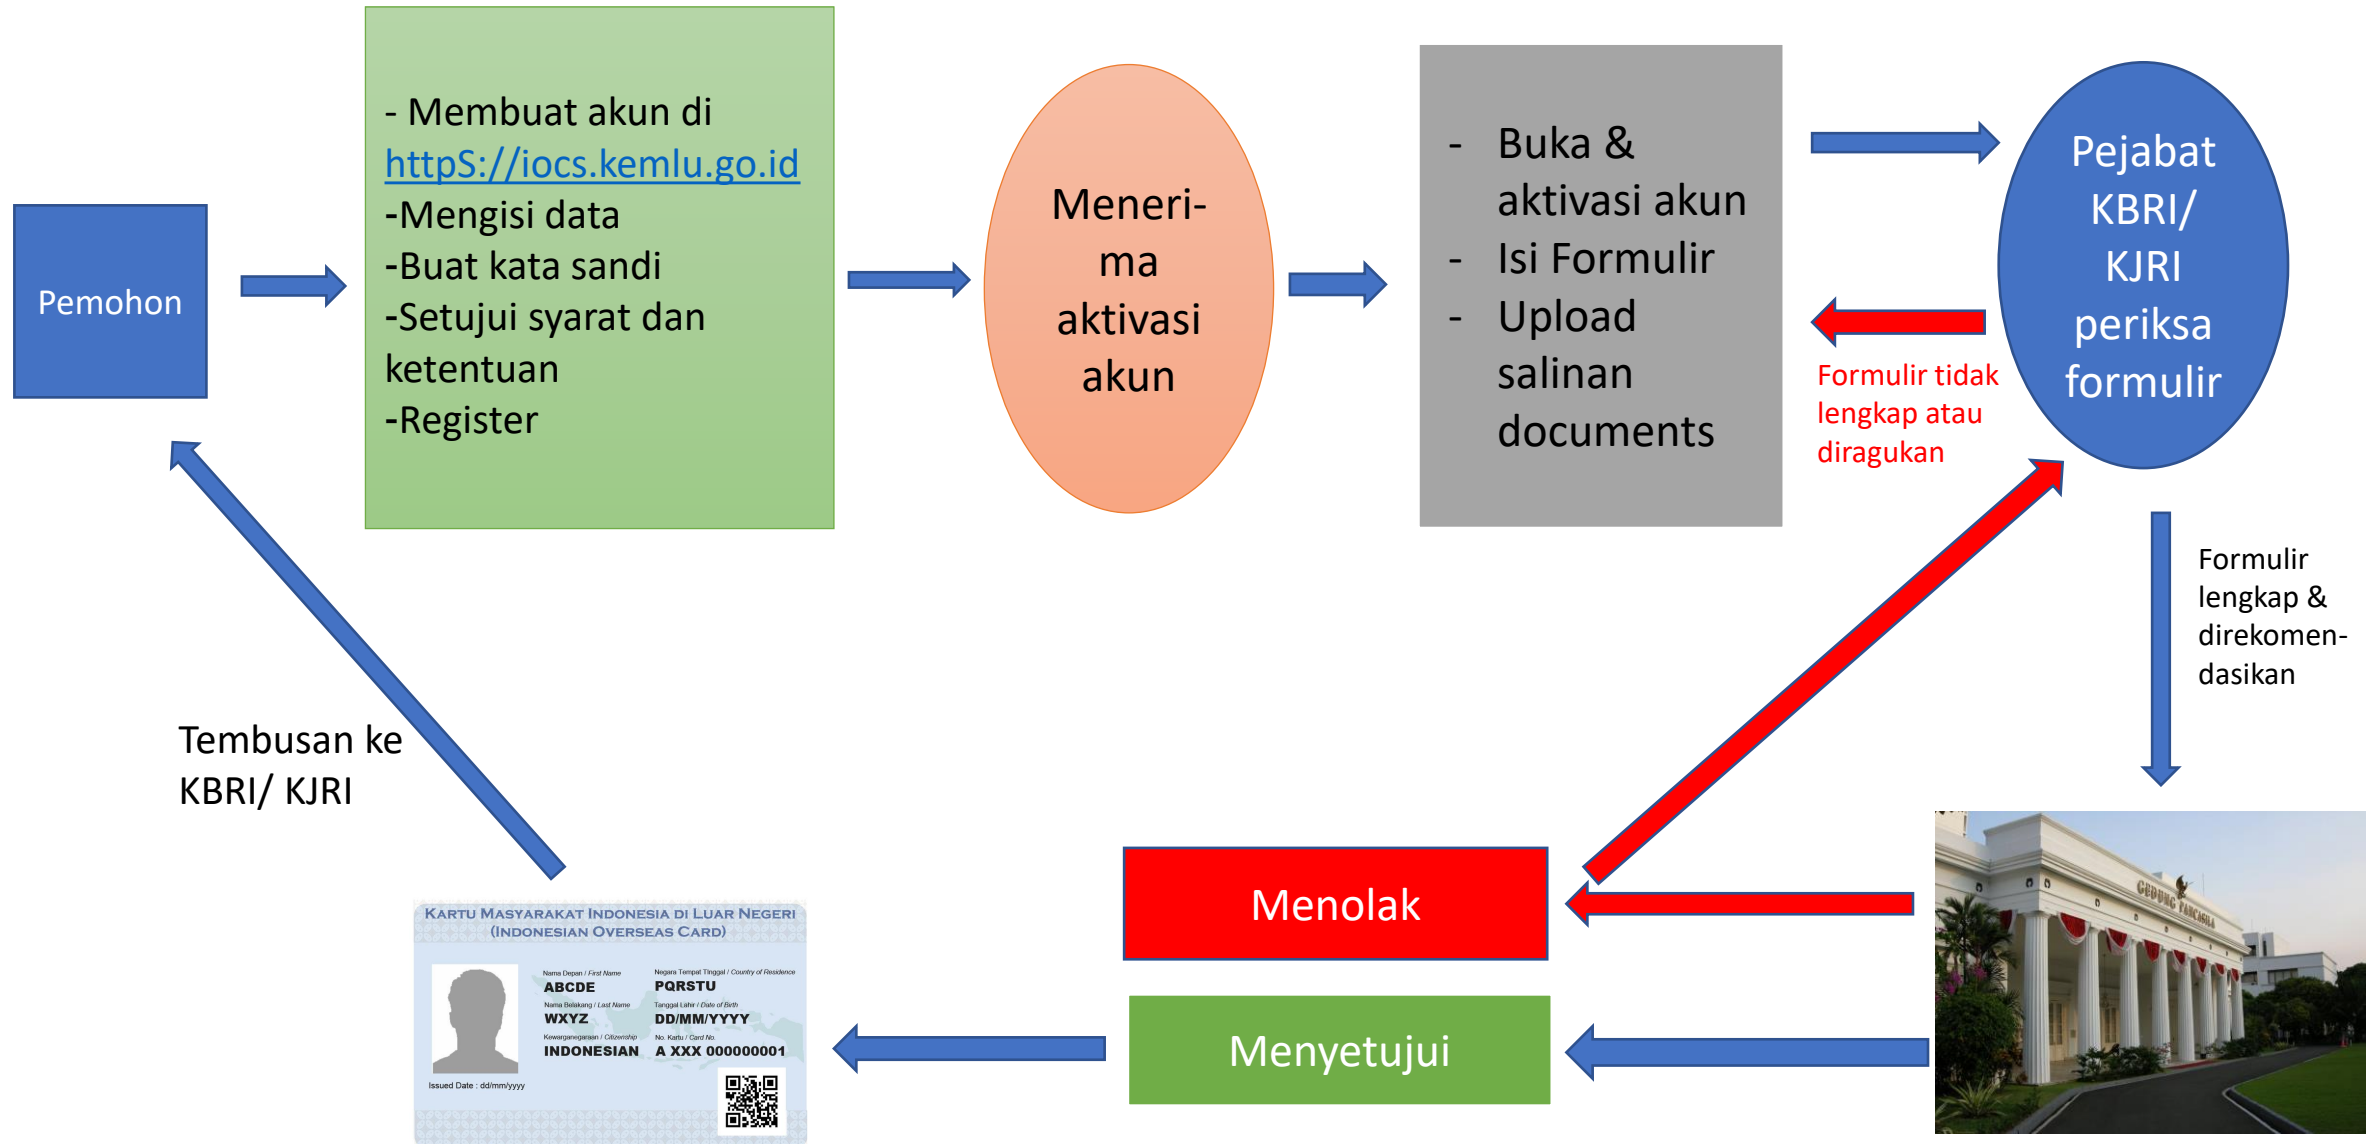 Pemohon
- Membuat akun di
httpS://iocs.kemlu.go.id
-Mengisi data
-Buat kata sandi
-Setujui syarat dan
ketentuan
-Register
Meneri-
ma
aktivasi
akun
- Buka &
aktivasi akun
- Isi Formulir
- Upload
salinan
documents
Pejabat
KBRI/
KJRI
periksa
formulir
Formulir tidak
lengkap atau
diragukan
Formulir
lengkap &
direkomen-
dasikan
GEDUNG PANCASILA
Menolak
Menyetujui
KARTU MASYARAKAT INDONESIA DI LUAR NEGERI
(INDONESIAN OVERSEAS CARD)
Nama Depan / First Name
ABCDE
Nama Belakang / Last Name
WXYZ
Kewarganegaraan / Citizenship
INDONESIAN
Negara Tempat Tinggal / Country of Residence
PQRSTU
Tanggal Lahir / Date of Birth
DD/MM/YYYY
No. Kartu / Card No.
A XXX 000000001
Issued Date : dd/mm/yyyy
Tembusan ke
KBRI/ KJRI